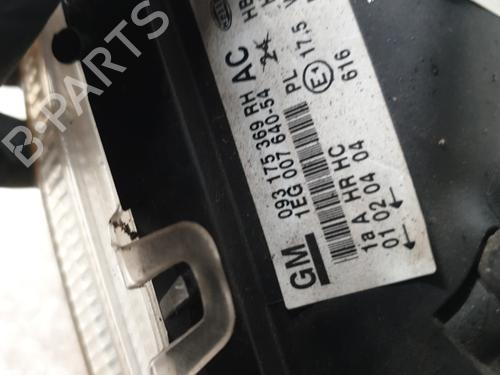 GM
093 175 369 RH AC
1EG 007 640-54 24 HB
PL E 17,5
1a A HR HC 616
01 02 04 04
B-PARTS